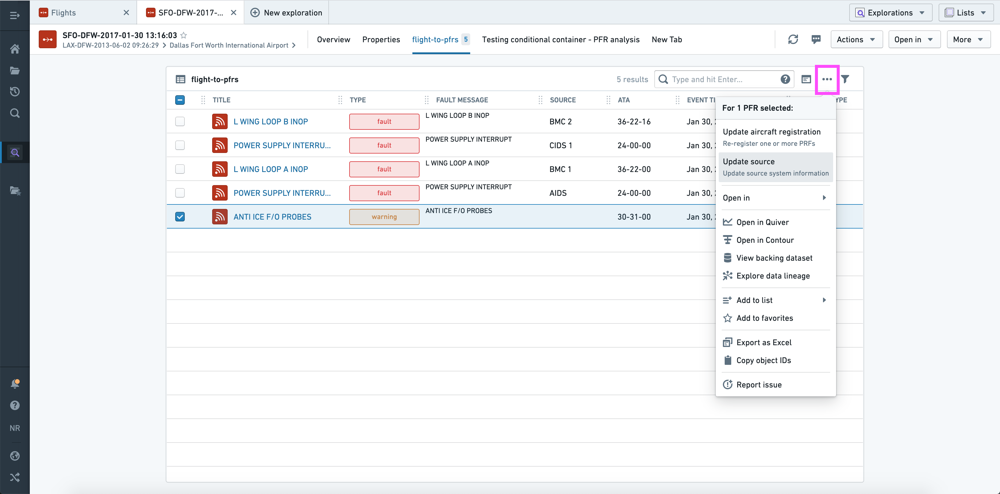 Flights
SFO-DFW-2017-...
New exploration
Explorations
Lists
SFO-DFW-2017-01-30 13:16:03
LAX-DFW-2013-06-02 09:26:29 > Dallas Fort Worth International Airport >
Overview
Properties
flight-to-pfrs 5
Testing conditional container - PFR analysis
New Tab
Actions
Open in
More
flight-to-pfrs
5 results
Type and hit Enter...
TITLE
TYPE
FAULT MESSAGE
SOURCE
ATA
EVENT TI
YPE
L WING LOOP B INOP
fault
L WING LOOP B INOP
BMC 2
36-22-16
Jan 30,
POWER SUPPLY INTERRU...
fault
POWER SUPPLY INTERRUPT
CIDS 1
24-00-00
Jan 30,
L WING LOOP A INOP
fault
L WING LOOP A INOP
BMC 1
36-22-00
Jan 30,
POWER SUPPLY INTERRU...
fault
POWER SUPPLY INTERRUPT
AIDS
24-00-00
Jan 30,
ANTI ICE F/O PROBES
warning
ANTI ICE F/O PROBES
30-31-00
Jan 30,
For 1 PFR selected:
Update aircraft registration
Re-register one or more PRFs
Update source
Update source system information
Open in
Open in Quiver
Open in Contour
View backing dataset
Explore data lineage
Add to list
Add to favorites
Export as Excel
Copy object IDs
Report issue
NR